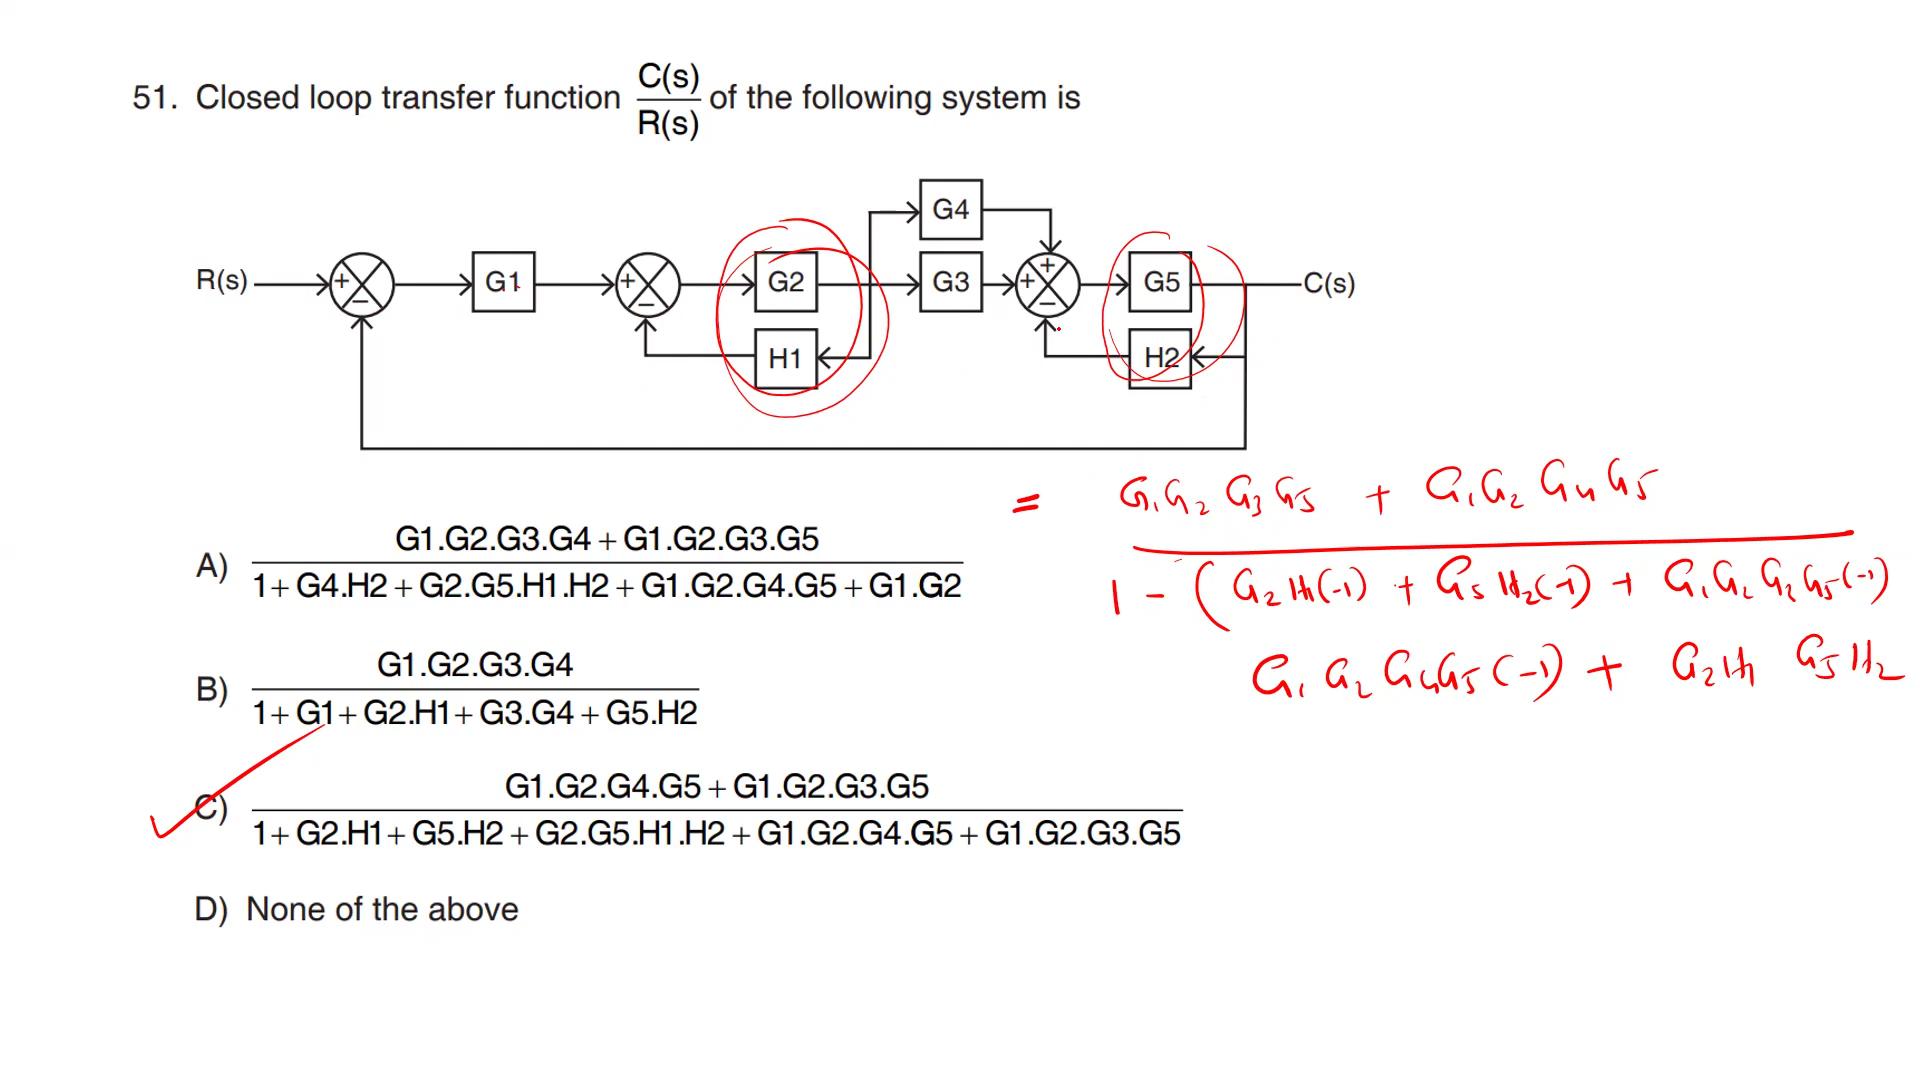 51. Closed loop transfer function C(s)/R(s) of the following system is
G4
R(s) + − G1 + − G2 G3 + + − G5 C(s)
H1 H2
= G1G2G3G5 + G1G2G4G5
1 - (G2H1(-1) + G5H2(-1) + G1G2G3G5(-1)
G1G2G4G5(-1) + G2H1 G5H2
A) G1.G2.G3.G4 + G1.G2.G3.G5
1+ G4.H2 + G2.G5.H1.H2 + G1.G2.G4.G5 + G1.G2
B) G1.G2.G3.G4
1+ G1+ G2.H1+ G3.G4 + G5.H2
C) G1.G2.G4.G5 + G1.G2.G3.G5
1+ G2.H1+ G5.H2 + G2.G5.H1.H2 + G1.G2.G4.G5 + G1.G2.G3.G5
D) None of the above